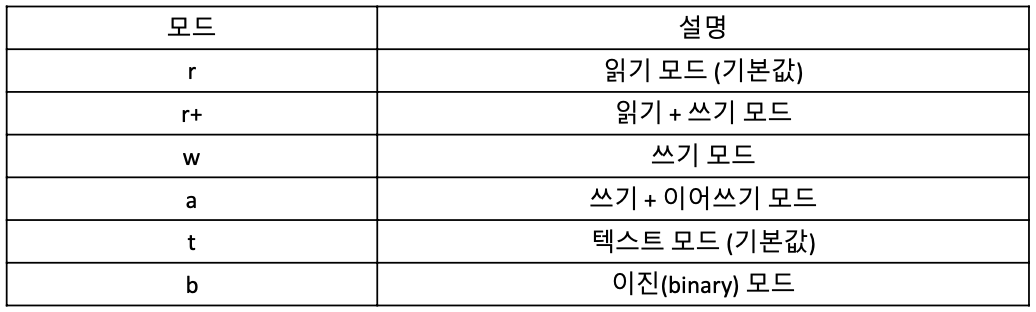 모드 설명
r 읽기 모드 (기본값)
r+ 읽기 + 쓰기 모드
w 쓰기 모드
a 쓰기 + 이어쓰기 모드
t 텍스트 모드 (기본값)
b 이진(binary) 모드